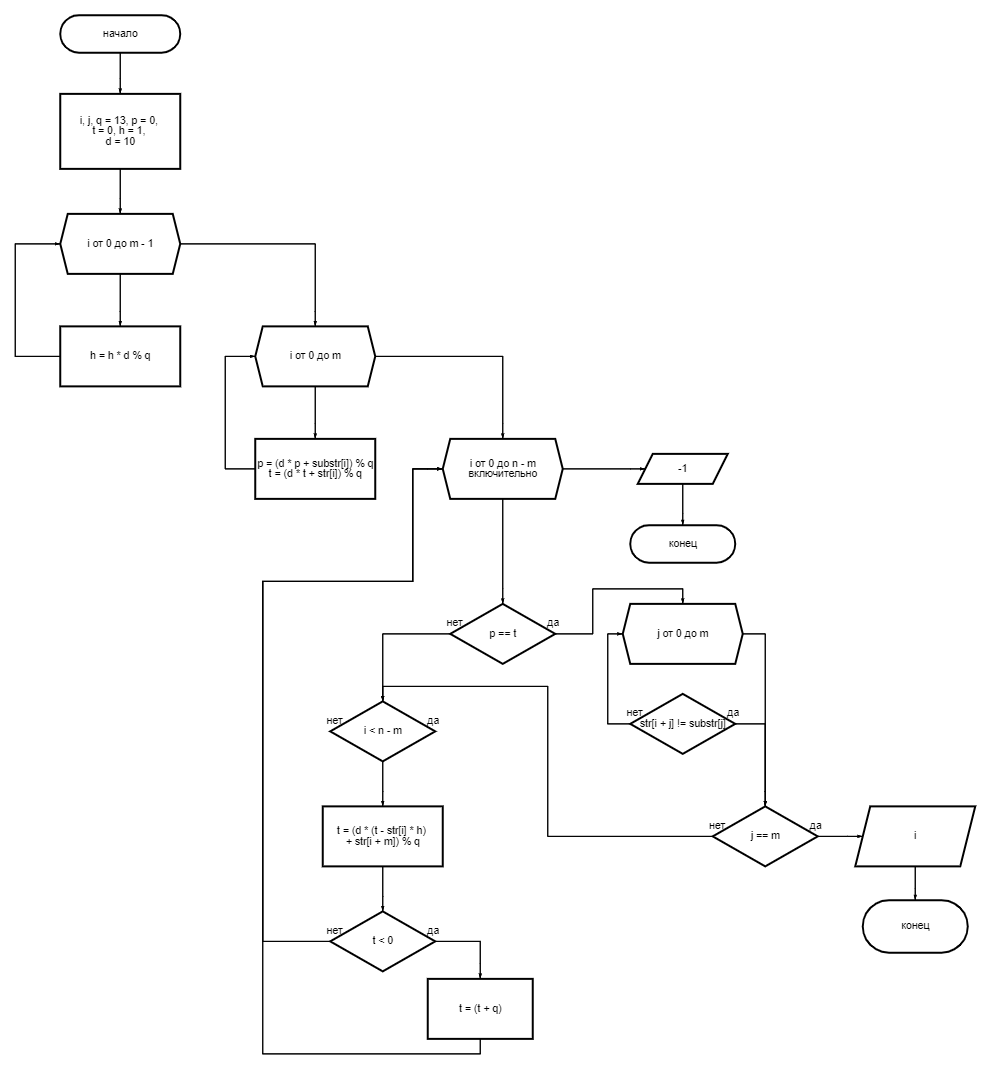 начало
i, j, q = 13, p = 0,
t = 0, h = 1,
d = 10
i от 0 до m - 1
h = h * d % q
i от 0 до m
p = (d * p + substr[i]) % q
t = (d * t + str[i]) % q
i от 0 до n - m
включительно
-1
конец
нет
p == t
да
j от 0 до m
нет
str[i + j] != substr[j]
да
нет
i < n - m
да
нет
j == m
да
i
t = (d * (t - str[i] * h)
+ str[i + m]) % q
конец
нет
t < 0
да
t = (t + q)